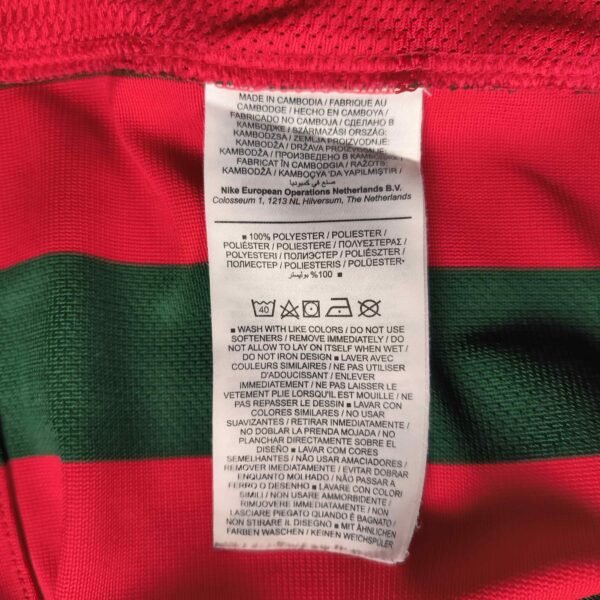 MADE IN CAMBODIA / FABRIQUE AU
CAMBODGE / HECHO EN CAMBOYA /
FABRICADO NO CAMBOJA / СДЕЛАНО В
КАМБОДЖЕ / SZÁRMAZÁSI ORSZÁG:
KAMBODZSA / ZEMLJA PROIZVODNJE:
KAMBODŽA / DRŽAVA PROIZVODNJE:
KAMBODŽA / ПРОИЗВЕДЕНО В КАМБОДЖА /
FABRICAT ÎN CAMBODGIA / RAŽOTS:
KAMBODŽĀ / KAMBOÇYA 'DA YAPILMIŞTIR /
صنع في كمبوديا
Nike European Operations Netherlands B.V.
Colosseum 1, 1213 NL Hilversum, The Netherlands
■ 100% POLYESTER / POLIESTER /
POLIÉSTER / POLIESTERE / ΠΟΛΥΕΣΤΕΡΑΣ /
POLYESTERI / ПОЛИЭСТЕР / POLIÉSZTER /
ПОЛИЕСТЕР / POLIESTERIS / POLÜESTER
100% بوليستر ■
40
■ WASH WITH LIKE COLORS / DO NOT USE
SOFTENERS / REMOVE IMMEDIATELY / DO
NOT ALLOW TO LAY ON ITSELF WHEN WET /
DO NOT IRON DESIGN ■ LAVER AVEC
COULEURS SIMILAIRES / NE PAS UTILISER
D'ADOUCISSANT / ENLEVER
IMMEDIATEMENT / NE PAS LAISSER LE
VETEMENT PLIE LORSQU'IL EST MOUILLE / NE
PAS REPASSER LE DESSIN ■ LAVAR CON
COLORES SIMILARES / NO USAR
SUAVIZANTES / RETIRAR INMEDIATAMENTE /
NO DOBLAR LA PRENDA MOJADA / NO
PLANCHAR DIRECTAMENTE SOBRE EL
DISEÑO ■ LAVAR COM CORES
SEMELHANTES / NÃO USAR AMACIADORES /
REMOVER IMEDIATAMENTE / EVITAR DOBRAR
ENQUANTO MOLHADO / NÃO PASSAR A
FERRO O DESENHO ■ LAVARE CON COLORI
SIMILI / NON USARE AMMORBIDENTE /
RIMUOVERE IMMEDIATAMENTE / NON
LASCIARE PIEGATO QUANDO È BAGNATO /
NON STIRARE IL DISEGNO ■ MIT ÄHNLICHEN
FARBEN WASCHEN / KEINEN WEICHSPÜLER